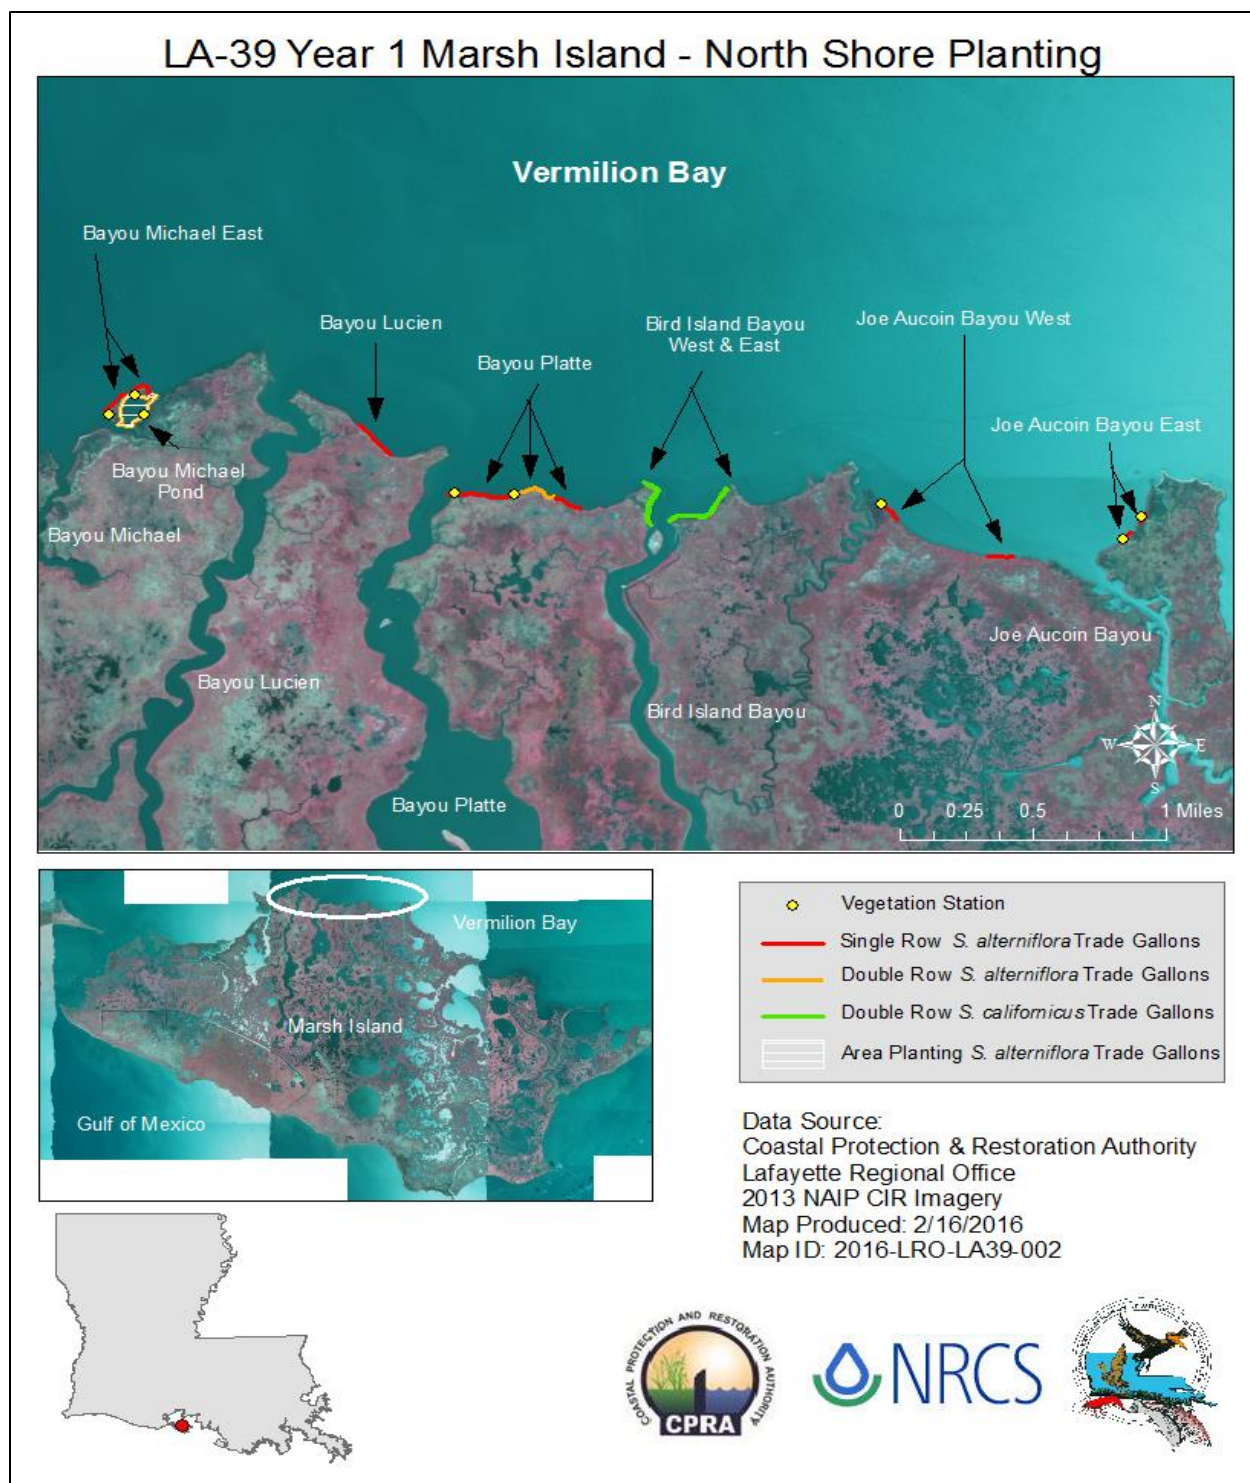 LA-39 Year 1 Marsh Island - North Shore Planting
Vermilion Bay
Bayou Michael East
Bayou Lucien
Bayou Platte
Bird Island Bayou
West & East
Joe Aucoin Bayou West
Joe Aucoin Bayou East
Bayou Michael
Pond
Bayou Michael
Bayou Lucien
Bayou Platte
Bird Island Bayou
Joe Aucoin Bayou
N
W
E
S
0 0.25 0.5 1 Miles
Vermilion Bay
Marsh Island
Gulf of Mexico
Vegetation Station
Single Row S. alterniflora Trade Gallons
Double Row S. alterniflora Trade Gallons
Double Row S. californicus Trade Gallons
Area Planting S. alterniflora Trade Gallons
Data Source:
Coastal Protection & Restoration Authority
Lafayette Regional Office
2013 NAIP CIR Imagery
Map Produced: 2/16/2016
Map ID: 2016-LRO-LA39-002
COASTAL PROTECTION AND RESTORATION AUTHORITY
CPRA
NRCS